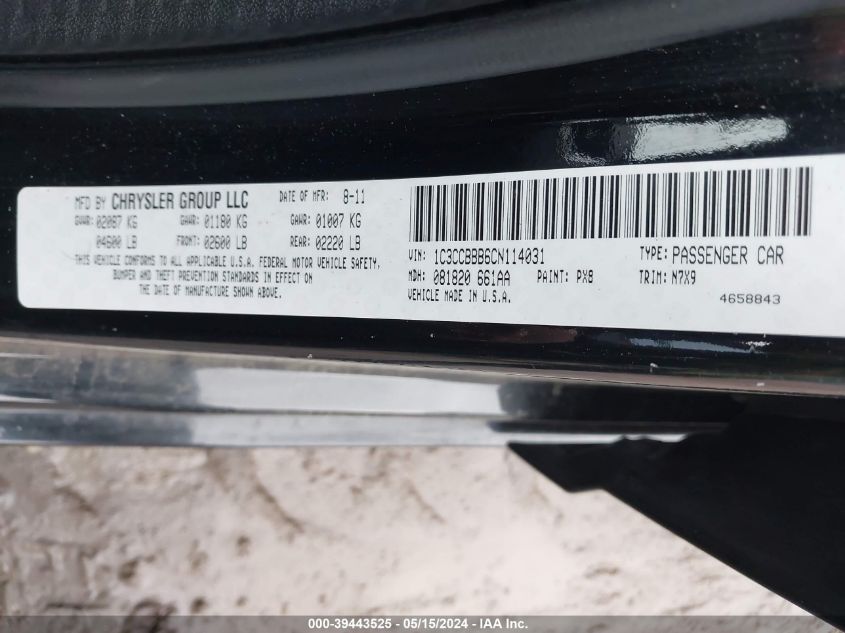 MFD BY CHRYSLER GROUP LLC DATE OF MFR: 8-11
GVWR: 02087 KG GAWR: 01180 KG GAWR: 01007 KG
04600 LB FRONT: 02600 LB REAR: 02220 LB
THIS VEHICLE CONFORMS TO ALL APPLICABLE U.S.A. FEDERAL MOTOR VEHICLE SAFETY,
BUMPER AND THEFT PREVENTION STANDARDS IN EFFECT ON
THE DATE OF MANUFACTURE SHOWN ABOVE.
VIN: 1C3CCBBB6CN114031 TYPE: PASSENGER CAR
MDH: 081820 661AA PAINT: PX8 TRIM: N7X9
VEHICLE MADE IN U.S.A. 4658843
000-39443525 - 05/15/2024 - IAA Inc.